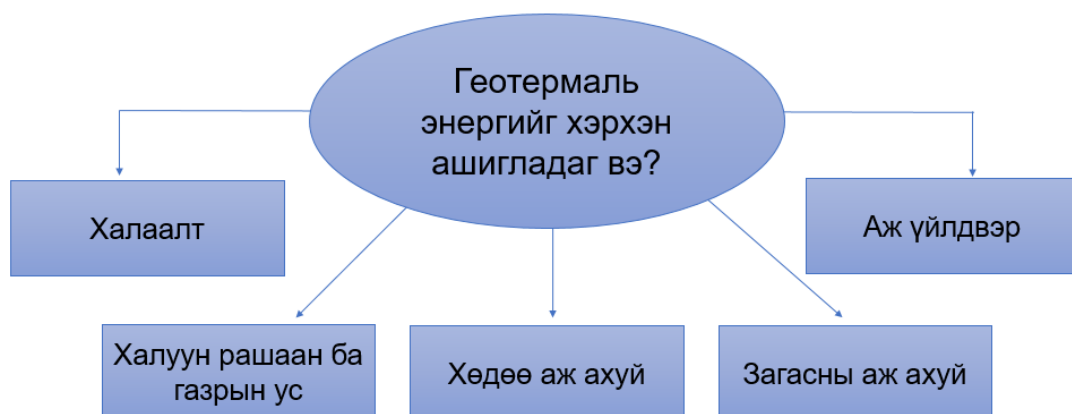 Геотермаль
энергийг хэрхэн
ашигладаг вэ?
Халаалт
Аж үйлдвэр
Халуун рашаан ба
газрын ус
Хөдөө аж ахуй
Загасны аж ахуй